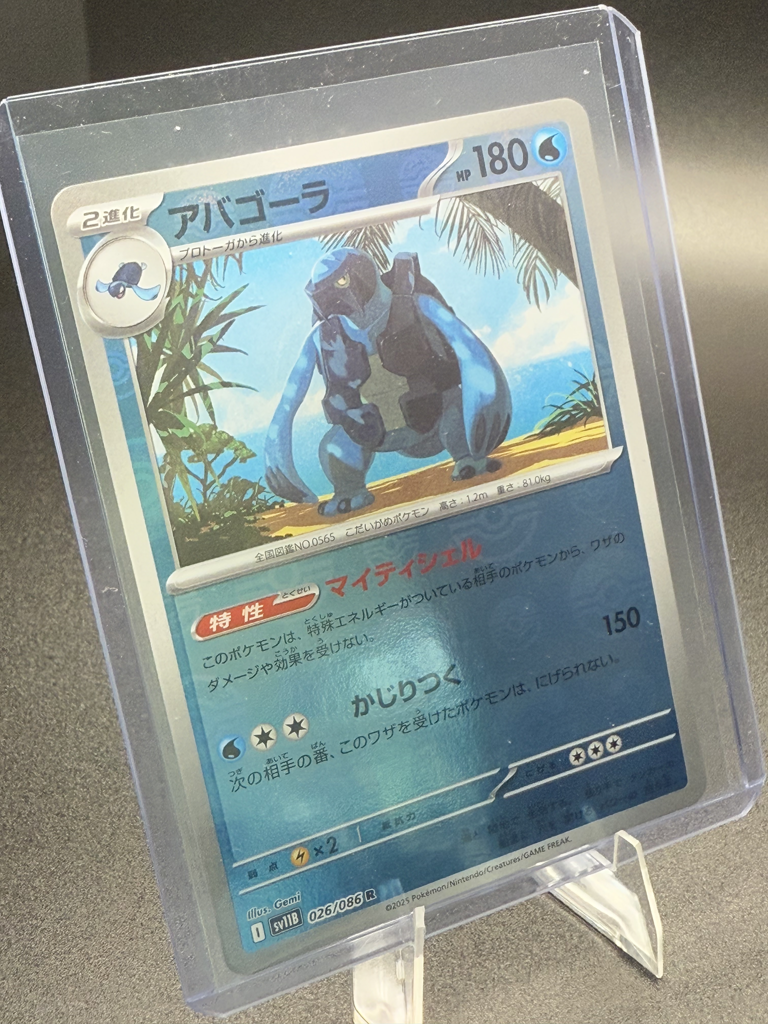 2進化
アバゴーラ
HP 180
プロトーガから進化
全国図鑑NO.0565 こだいがめポケモン 高さ:1.2m 重さ:81.0kg
特性 とくせい マイティシェル
このポケモンは、特殊エネルギーがついている相手のポケモンから、ワザの
ダメージや効果を受けない。
かじりつく 150
次の相手の番、このワザを受けたポケモンは、にげられない。
弱点 ×2 抵抗力 にげる
Illus. Gemi
I SV11B 026/086 R
©2025 Pokémon/Nintendo/Creatures/GAME FREAK.